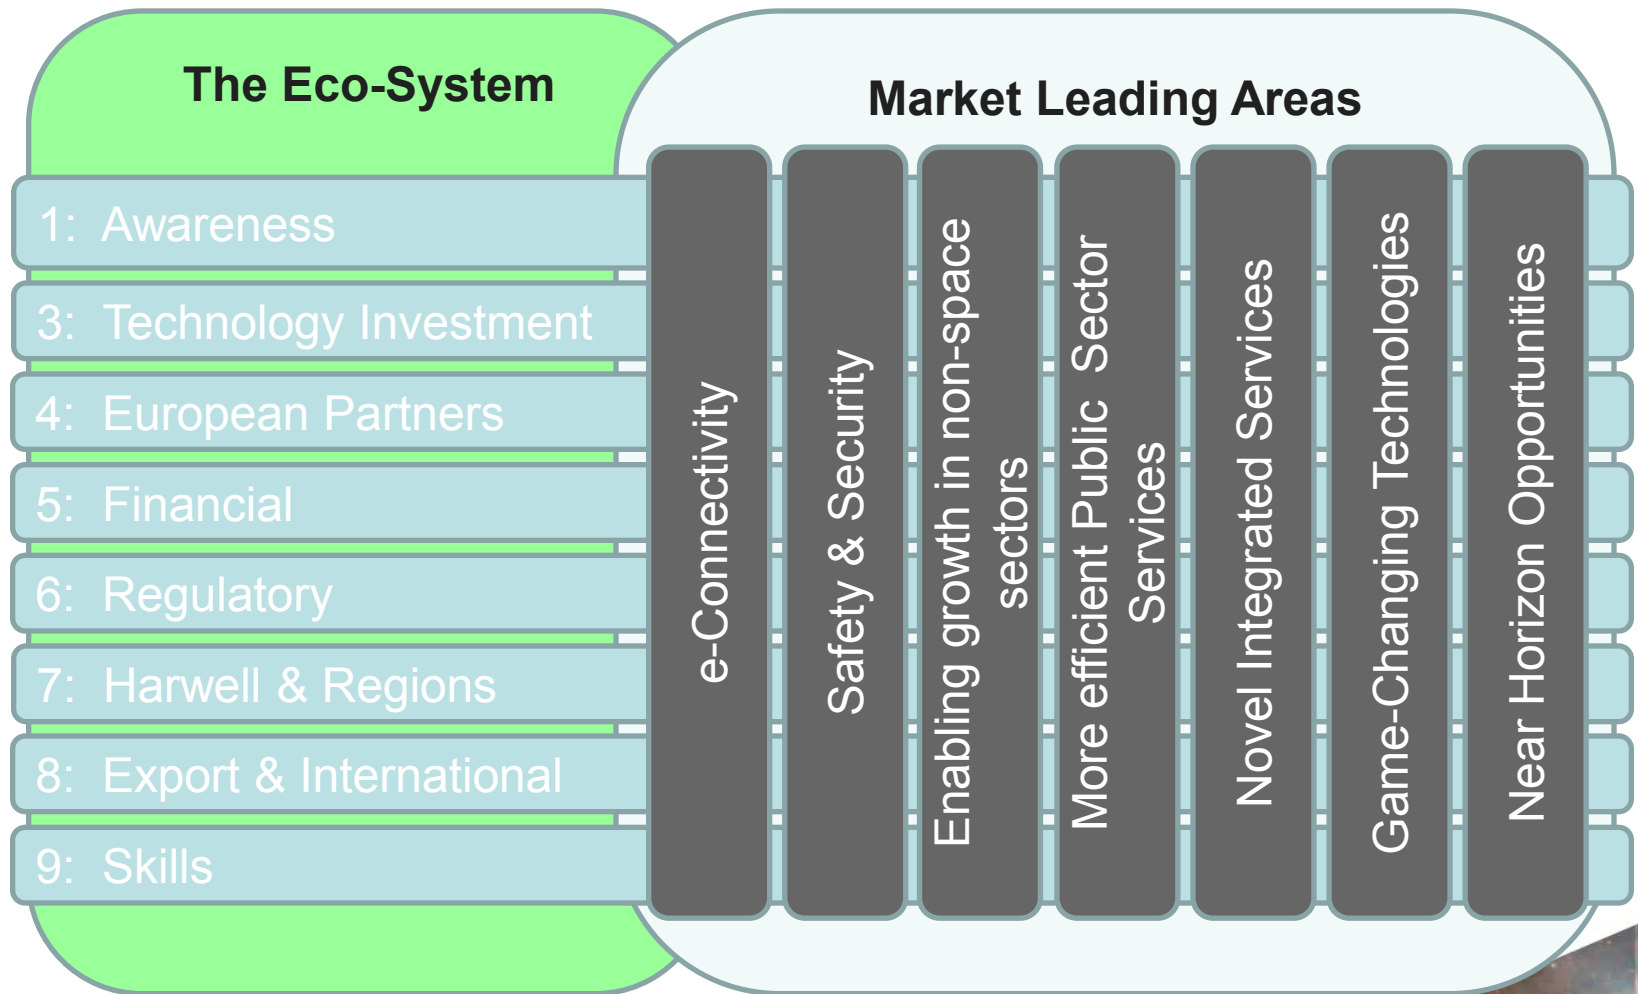 The Eco-System
Market Leading Areas
1: Awareness
3: Technology Investment
4: European Partners
5: Financial
6: Regulatory
7: Harwell & Regions
8: Export & International
9: Skills
e-Connectivity
Safety & Security
Enabling growth in non-space
sectors
More efficient Public Sector
Services
Novel Integrated Services
Game-Changing Technologies
Near Horizon Opportunities